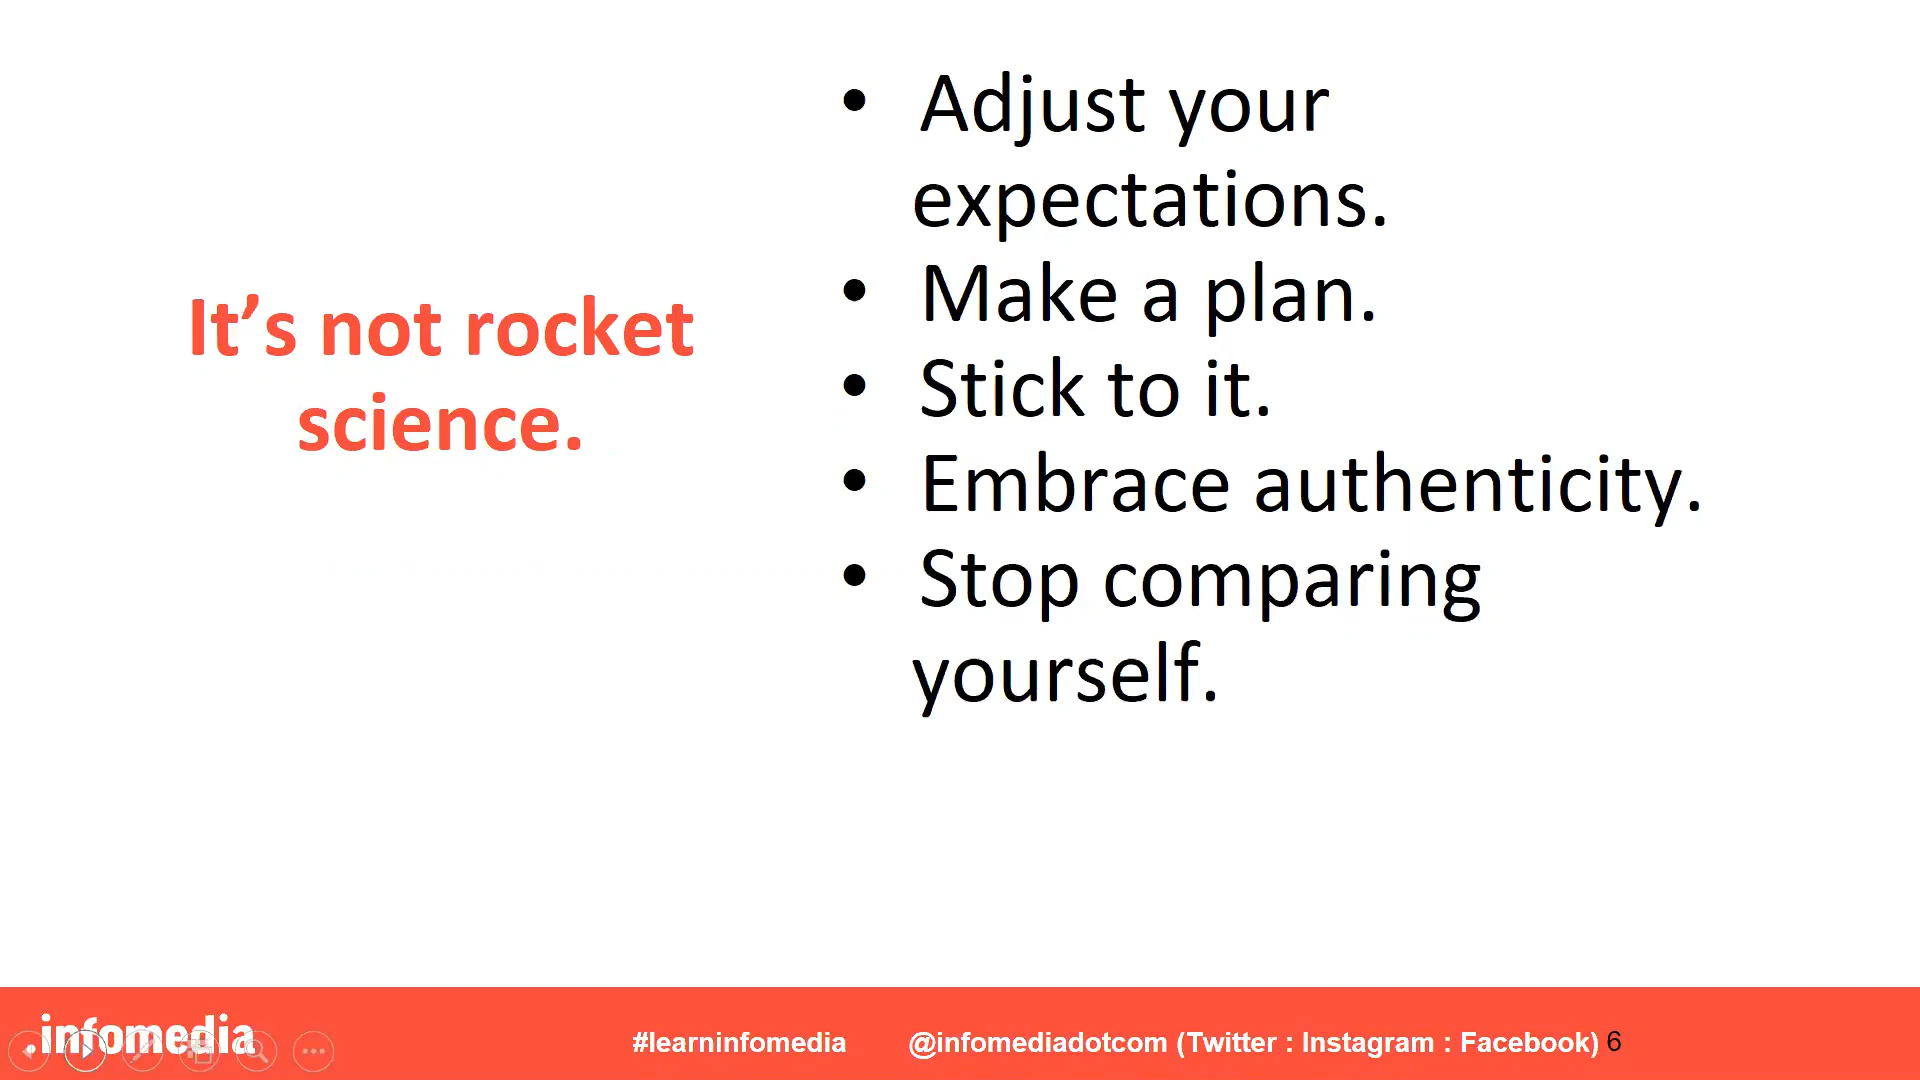 It’s not rocket
science.
• Adjust your
expectations.
• Make a plan.
• Stick to it.
• Embrace authenticity.
• Stop comparing
yourself.
.infomedia
#learninfomedia @infomediadotcom (Twitter : Instagram : Facebook) 6